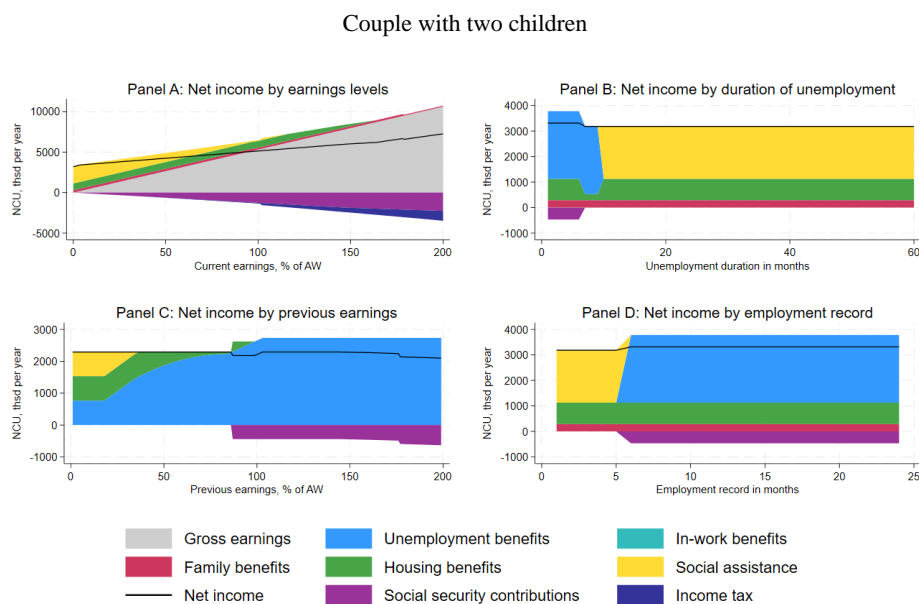 Couple with two children
Panel A: Net income by earnings levels
NCU, thsd per year
10000
5000
0
-5000
0 50 100 150 200
Current earnings, % of AW
Panel B: Net income by duration of unemployment
NCU, thsd per year
4000
3000
2000
1000
0
-1000
0 20 40 60
Unemployment duration in months
Panel C: Net income by previous earnings
NCU, thsd per year
3000
2000
1000
0
-1000
0 50 100 150 200
Previous earnings, % of AW
Panel D: Net income by employment record
NCU, thsd per year
4000
3000
2000
1000
0
-1000
0 5 10 15 20 25
Employment record in months
Gross earnings Unemployment benefits In-work benefits
Family benefits Housing benefits Social assistance
Net income Social security contributions Income tax